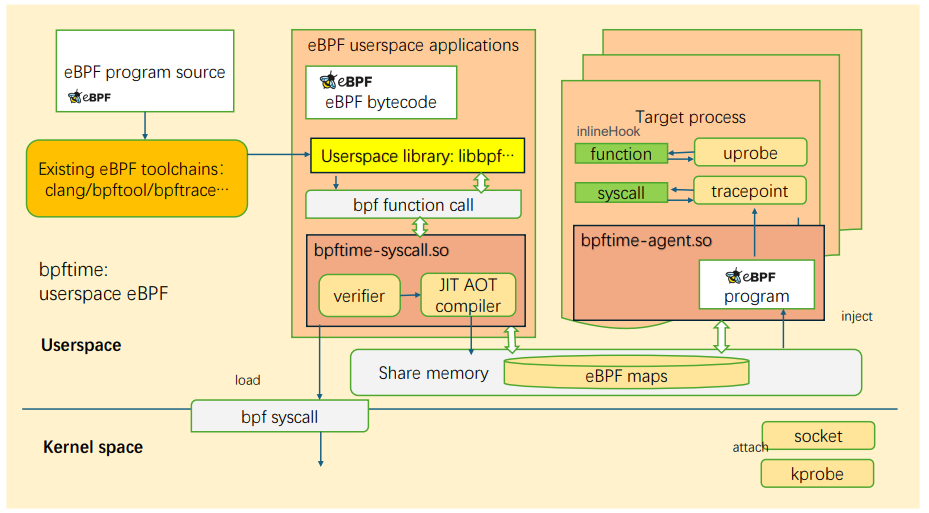 eBPF program source
eBPF
Existing eBPF toolchains:
clang/bpftool/bpftrace…
bpftime:
userspace eBPF
Userspace
eBPF userspace applications
eBPF
eBPF bytecode
Userspace library: libbpf…
bpf function call
bpftime-syscall.so
verifier
JIT AOT
compiler
Target process
inlineHook
function
uprobe
syscall
tracepoint
bpftime-agent.so
eBPF
program
inject
Share memory
eBPF maps
load
bpf syscall
Kernel space
attach
socket
kprobe